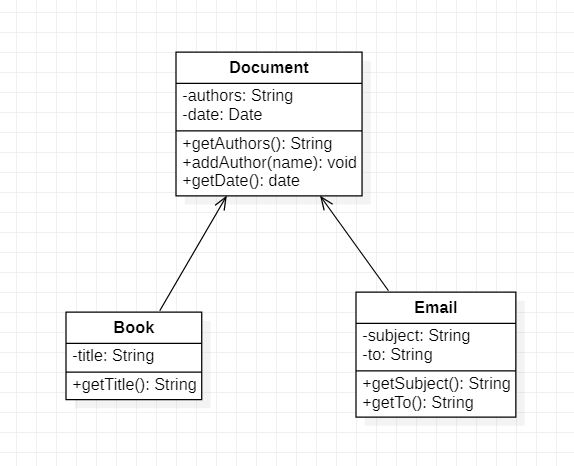 Document
-authors: String
-date: Date
+getAuthors(): String
+addAuthor(name): void
+getDate(): date
Book
-title: String
+getTitle(): String
Email
-subject: String
-to: String
+getSubject(): String
+getTo(): String